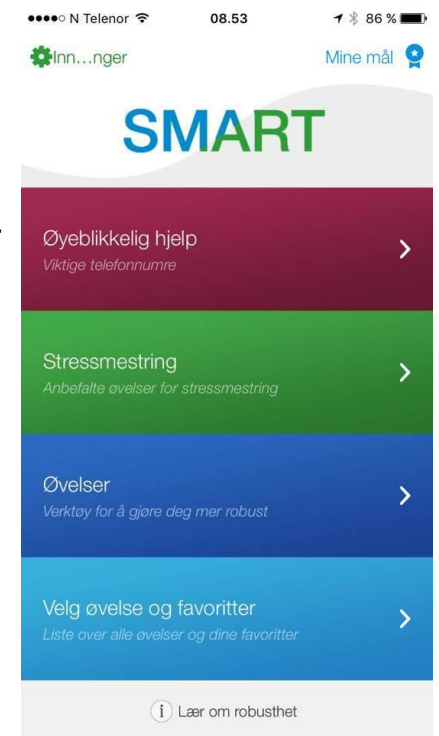 N Telenor 08.53 86 %
Inn...nger Mine mål
SMART
Øyeblikkelig hjelp
Viktige telefonnumre
Stressmestring
Anbefalte øvelser for stressmestring
Øvelser
Verktøy for å gjøre deg mer robust
Velg øvelse og favoritter
Liste over alle øvelser og dine favoritter
i Lær om robusthet